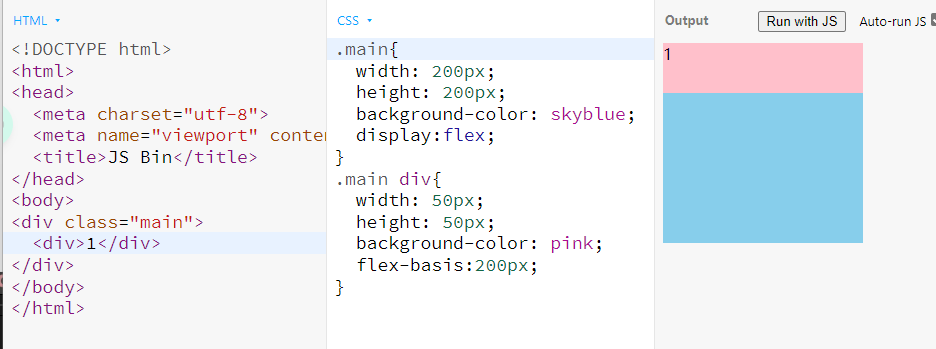 HTML
<!DOCTYPE html>
<html>
<head>
<meta charset="utf-8">
<meta name="viewport"
<title>JS Bin</title>
</head>
<body>
<div class="main">
<div>1</div>
</div>
</body>
</html>
CSS
.main{
width: 200px;
height: 200px;
background-color: skyblue;
display:flex;
}
.main div{
width: 50px;
height: 50px;
background-color: pink;
flex-basis:200px;
}
Output
Run with JS
Auto-run JS
1